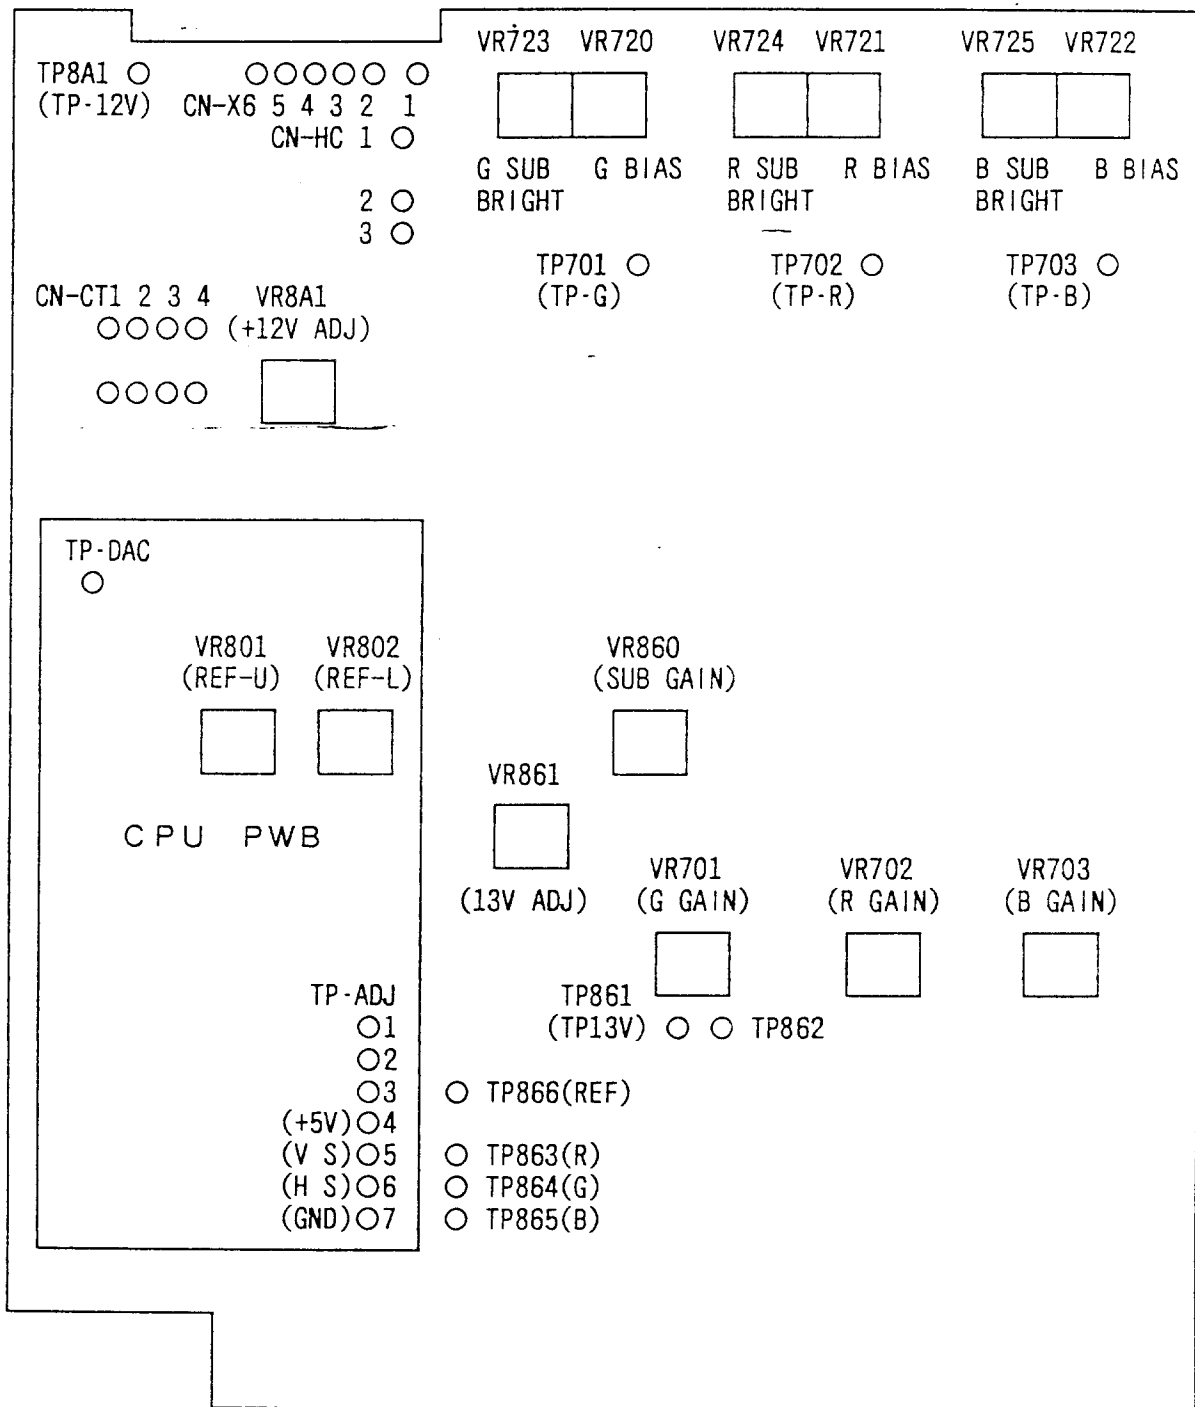 VR723 VR720 VR724 VR721 VR725 VR722
TP8A1
(TP-12V) CN-X6 5 4 3 2 1
CN-HC 1
G SUB G BIAS R SUB R BIAS B SUB B BIAS
BRIGHT BRIGHT BRIGHT
2
3
TP701 TP702 TP703
(TP-G) (TP-R) (TP-B)
CN-CT1 2 3 4 VR8A1
(+12V ADJ)
TP-DAC
VR801 VR802 VR860
(REF-U) (REF-L) (SUB GAIN)
VR861
CPU PWB
VR701 VR702 VR703
(13V ADJ) (G GAIN) (R GAIN) (B GAIN)
TP-ADJ TP861
1 (TP13V) TP862
2
3 TP866(REF)
(+5V) 4
(V S) 5 TP863(R)
(H S) 6 TP864(G)
(GND) 7 TP865(B)